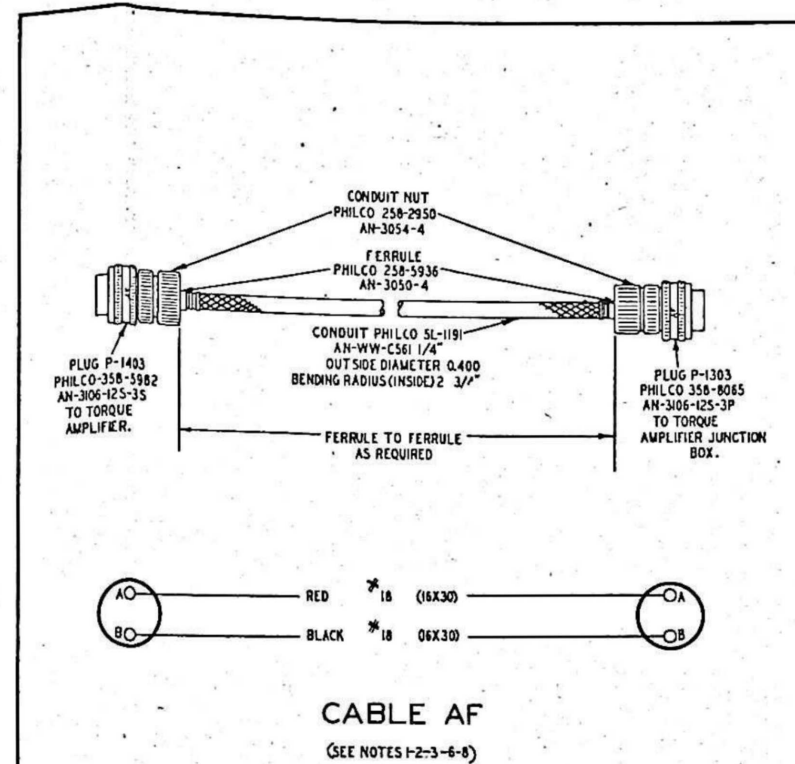 CONDUIT NUT
PHILCO 258-2950
AN-3054-4
FERRULE
PHILCO 258-5936
AN-3050-4
CONDUIT PHILCO 5L-1191
AN-WW-C561 1/4"
OUTSIDE DIAMETER 0.400
BENDING RADIUS (INSIDE) 2 3/4"
PLUG P-1403
PHILCO-358-5982
AN-3106-12S-3S
TO TORQUE
AMPLIFIER.
PLUG P-1303
PHILCO 358-8065
AN-3106-12S-3P
TO TORQUE
AMPLIFIER JUNCTION
BOX.
FERRULE TO FERRULE
AS REQUIRED
A RED #18 (16X30) A
B BLACK #18 (16X30) B
CABLE AF
(SEE NOTES 1-2-3-6-8)